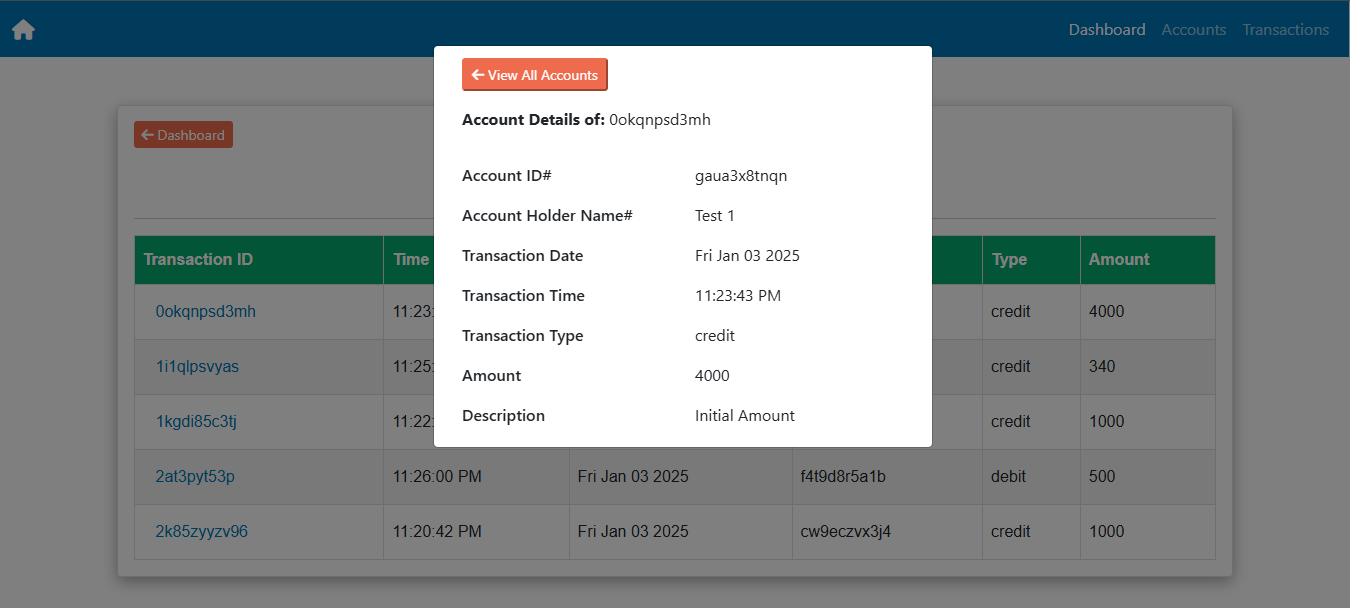 Dashboard Accounts Transactions
← View All Accounts
Account Details of: 0okqnpsd3mh
Account ID# gaua3x8tnqn
Account Holder Name# Test 1
Transaction Date Fri Jan 03 2025
Transaction Time 11:23:43 PM
Transaction Type credit
Amount 4000
Description Initial Amount
← Dashboard
Transaction ID Time Type Amount
0okqnpsd3mh 11:23: credit 4000
1i1qlpsvyas 11:25: credit 340
1kgdi85c3tj 11:22: credit 1000
2at3pyt53p 11:26:00 PM Fri Jan 03 2025 f4t9d8r5a1b debit 500
2k85zyyzv96 11:20:42 PM Fri Jan 03 2025 cw9eczvx3j4 credit 1000